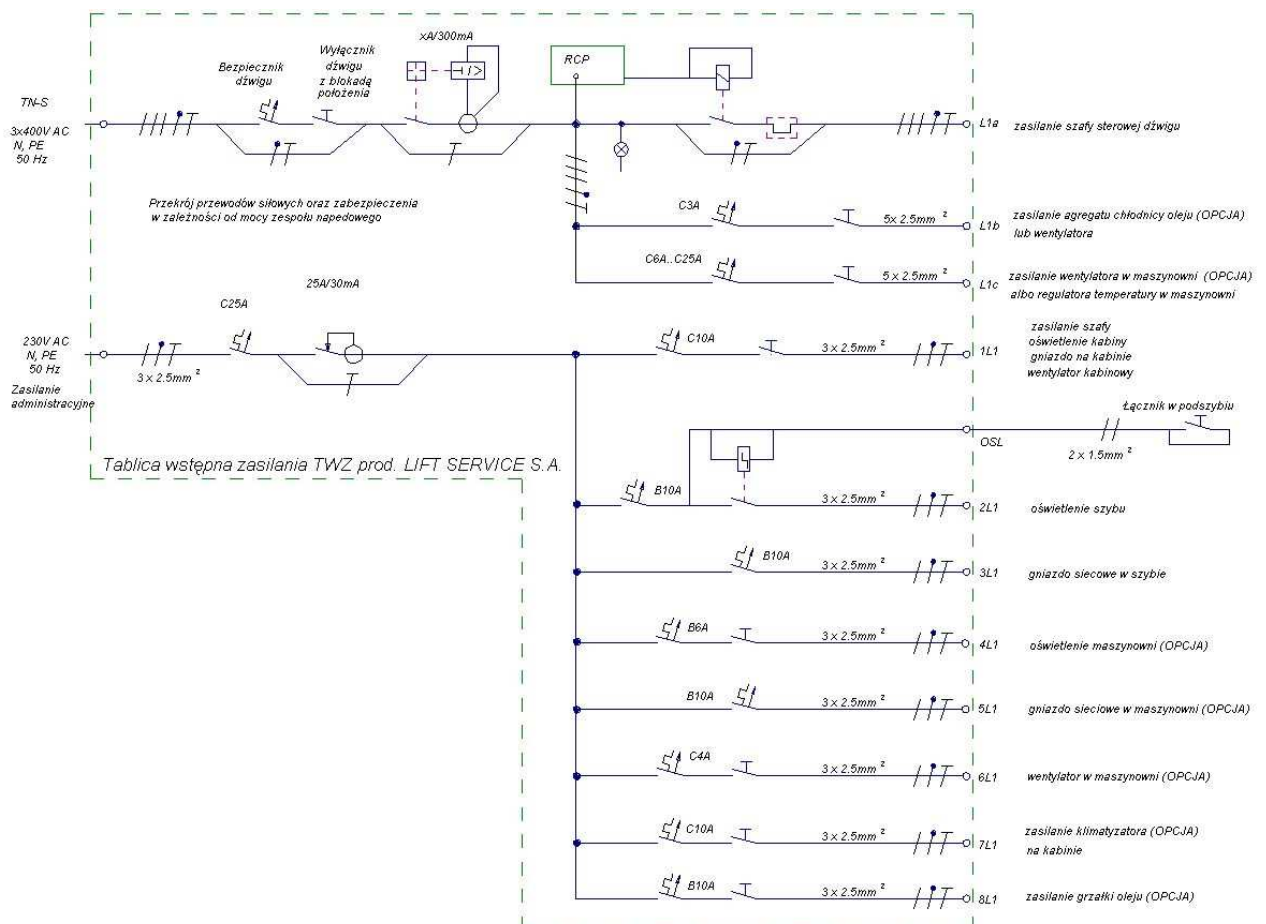 xA/300mA
Bezpiecznik
dźwigu
Wyłącznik
dźwigu
z blokadą
położenia
RCP
TN-S
3x400V AC
N, PE
50 Hz
L1a
zasilanie szafy sterowej dźwigu
Przekrój przewodów siłowych oraz zabezpieczenia
w zależności od mocy zespołu napedowego
C3A
5x 2.5mm ²
L1b
zasilanie agregatu chłodnicy oleju (OPCJA)
lub wentylatora
C6A..C25A
5 x 2.5mm ²
L1c
zasilanie wentylatora w maszynowni (OPCJA)
albo regulatora temperatury w maszynowni
25A/30mA
C25A
230V AC
N, PE
50 Hz
Zasilanie
administracyjne
3 x 2.5mm ²
C10A
3 x 2.5mm ²
1L1
zasilanie szafy
oświetlenie kabiny
gniazdo na kabinie
wentylator kabinowy
Łącznik w podszybiu
OSL
2 x 1.5mm ²
Tablica wstępna zasilania TWZ prod. LIFT SERVICE S.A.
B10A
3 x 2.5mm ²
2L1
oświetlenie szybu
B10A
3 x 2.5mm ²
3L1
gniazdo siecowe w szybie
B6A
3 x 2.5mm ²
4L1
oświetlenie maszynowni (OPCJA)
B10A
3 x 2.5mm ²
5L1
gniazdo sieciowe w maszynowni (OPCJA)
C4A
3 x 2.5mm ²
6L1
wentylator w maszynowni (OPCJA)
C10A
3 x 2.5mm ²
7L1
zasilanie klimatyzatora (OPCJA)
na kabinie
B10A
3 x 2.5mm ²
8L1
zasilanie grzałki oleju (OPCJA)